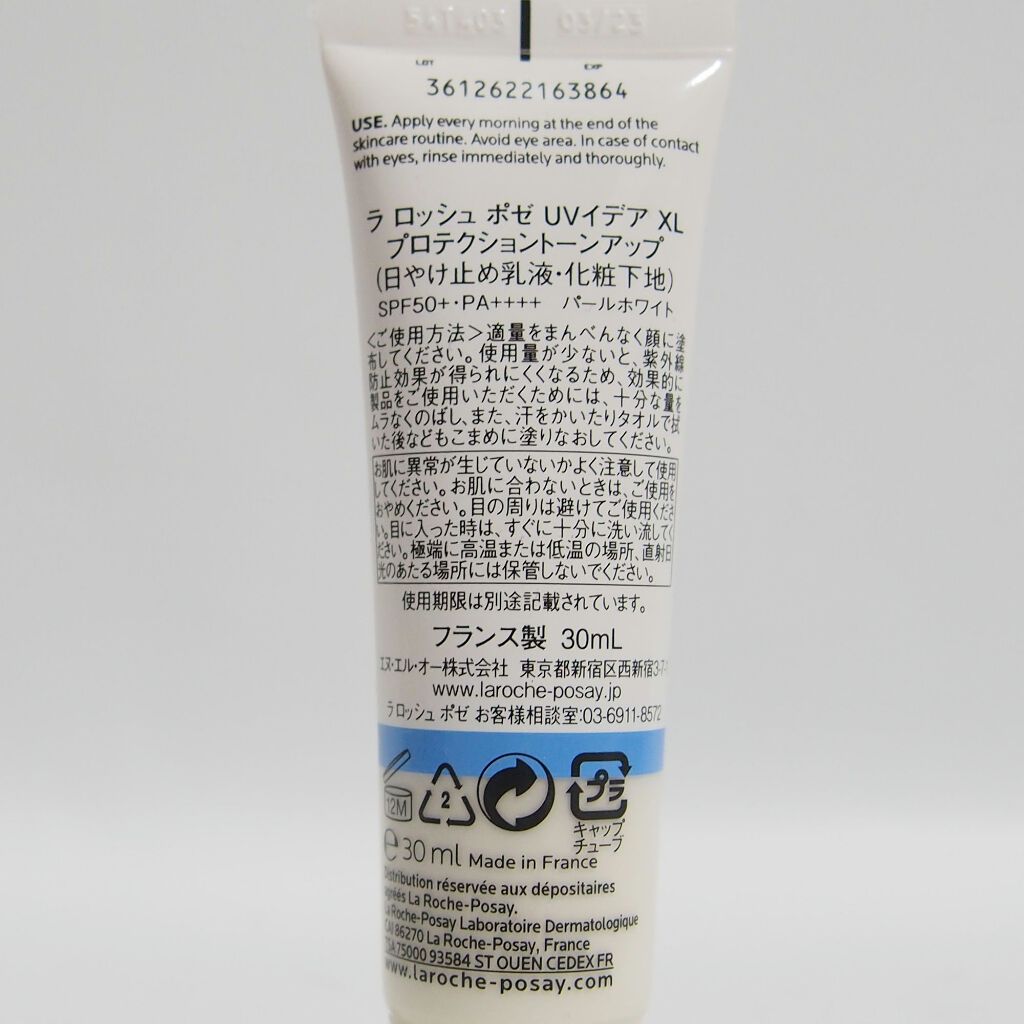 54T403 03/23
LOT EXP
3612622163864
USE. Apply every morning at the end of the
skincare routine. Avoid eye area. In case of contact
with eyes, rinse immediately and thoroughly.
ラ ロッシュ ポゼ UVイデア XL
プロテクショントーンアップ
(日やけ止め乳液・化粧下地)
SPF50+・PA++++ パールホワイト
<ご使用方法>適量をまんべんなく顔に塗
布してください。使用量が少ないと、紫外線
防止効果が得られにくくなるため、効果的に
製品をご使用いただくためには、十分な量を
ムラなくのばし、また、汗をかいたりタオルで拭
いた後などもこまめに塗りなおしてください。
お肌に異常が生じていないかよく注意して使用
してください。お肌に合わないときは、ご使用を
おやめください。目の周りは避けてご使用くださ
い。目に入った時は、すぐに十分に洗い流してく
ださい。極端に高温または低温の場所、直射日
光のあたる場所には保管しないでください。
使用期限は別途記載されています。
フランス製 30mL
エヌ・エル・オー株式会社 東京都新宿区西新宿3-7-1
www.laroche-posay.jp
ラ ロッシュ ポゼ お客様相談室:03-6911-8572
12M 2 プラ
キャップ
チューブ
e 30 ml Made in France
Distribution réservée aux dépositaires
agréés La Roche-Posay.
La Roche-Posay Laboratoire Dermatologique
CAI 86270 La Roche-Posay, France
TSA 75000 93584 ST OUEN CEDEX FR
www.laroche-posay.com